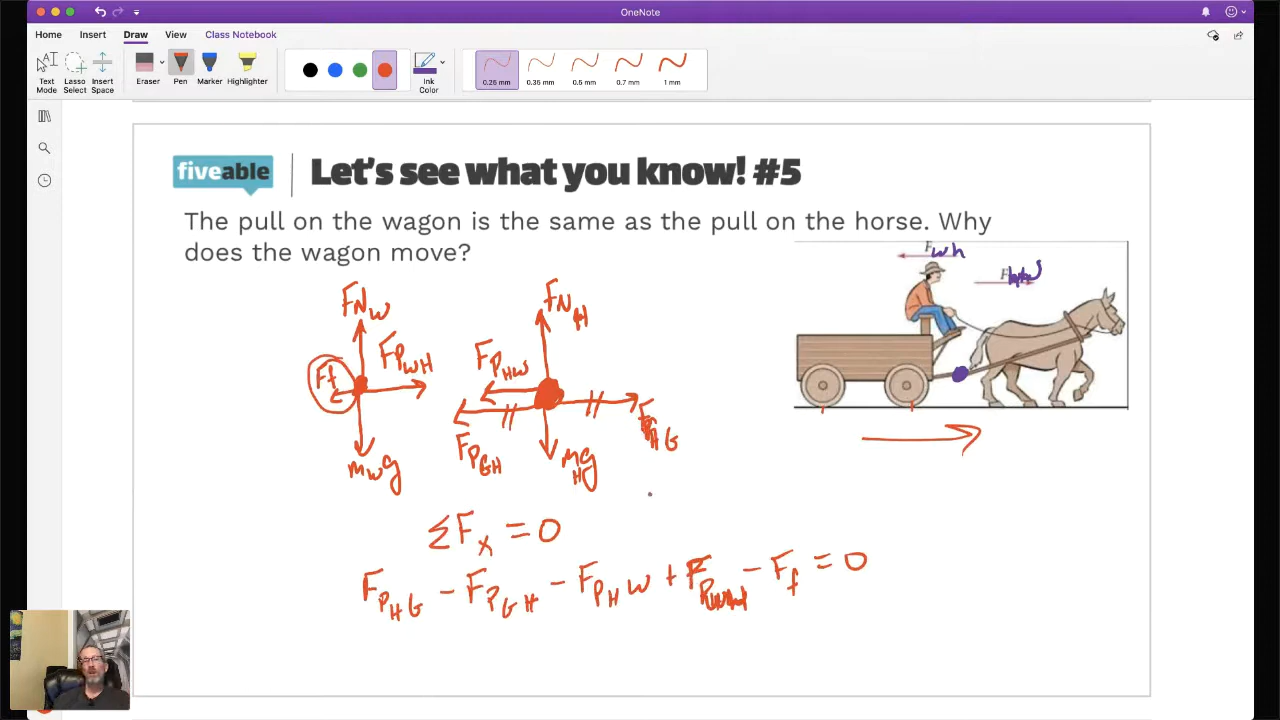 OneNote
Home Insert Draw View Class Notebook
Text Mode
Lasso Select
Insert Space
Eraser
Pen
Marker
Highlighter
Ink Color
0.25 mm
0.35 mm
0.5 mm
0.7 mm
1 mm
fiveable
Let's see what you know! #5
The pull on the wagon is the same as the pull on the horse. Why
does the wagon move?
Fwh
F
FNW
FPWH
Ff
mwg
FNH
FPHW
FPGH
HG
mHg
ΣFx = 0
FPHG − FPGH − FPHW + F − Ff = 0